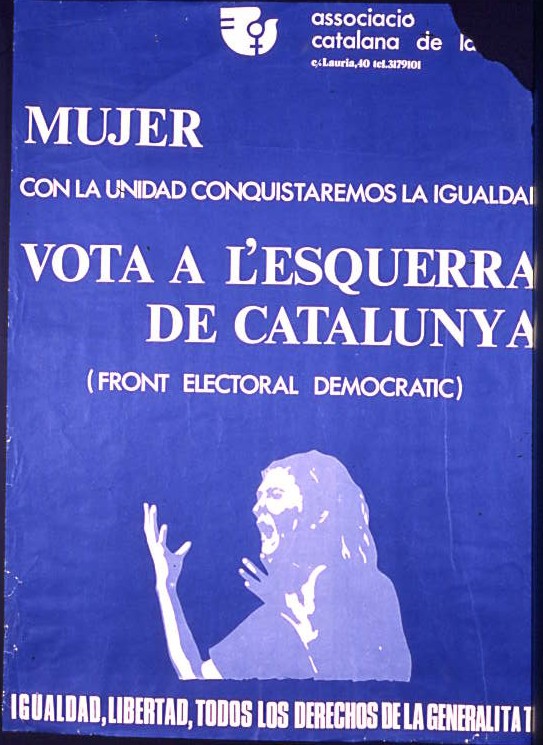 associació
catalana de la
c/.Lauria,40 tel.3179101
MUJER
CON LA UNIDAD CONQUISTAREMOS LA IGUALDAD
VOTA A L'ESQUERRA
DE CATALUNYA
(FRONT ELECTORAL DEMOCRATIC)
IGUALDAD, LIBERTAD, TODOS LOS DERECHOS DE LA GENERALITAT